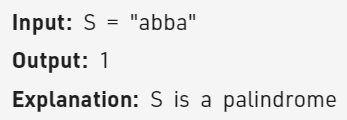 Input: S = "abba"
Output: 1
Explanation: S is a palindrome